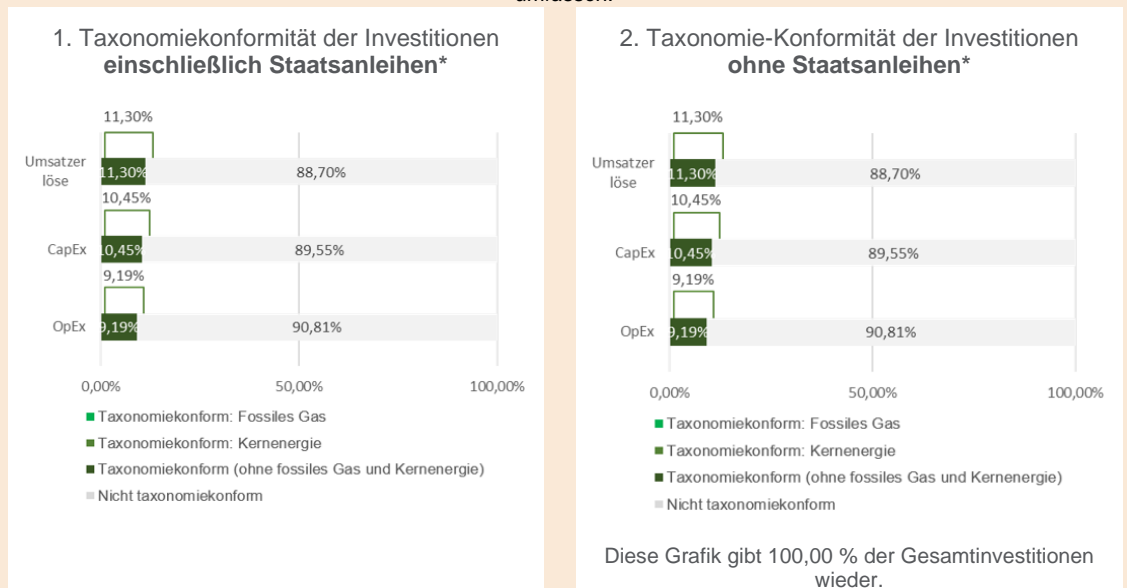 1. Taxonomiekonformität der Investitionen
einschließlich Staatsanleihen*
11,30%
Umsatzer
löse
11,30%
88,70%
10,45%
CapEx
0,45%
89,55%
9,19%
OpEx
9,19%
90,81%
0,00%
50,00%
100,00%
Taxonomiekonform: Fossiles Gas
Taxonomiekonform: Kernenergie
Taxonomiekonform (ohne fossiles Gas und Kernenergie)
Nicht taxonomiekonform
2. Taxonomie-Konformität der Investitionen
ohne Staatsanleihen*
11,30%
Umsatzer
löse
11,30%
88,70%
10,45%
CapEx
0,45%
89,55%
9,19%
OpEx
9,19%
90,81%
0,00%
50,00%
100,00%
Taxonomiekonform: Fossiles Gas
Taxonomiekonform: Kernenergie
Taxonomiekonform (ohne fossiles Gas und Kernenergie)
Nicht taxonomiekonform
Diese Grafik gibt 100,00 % der Gesamtinvestitionen
wieder.